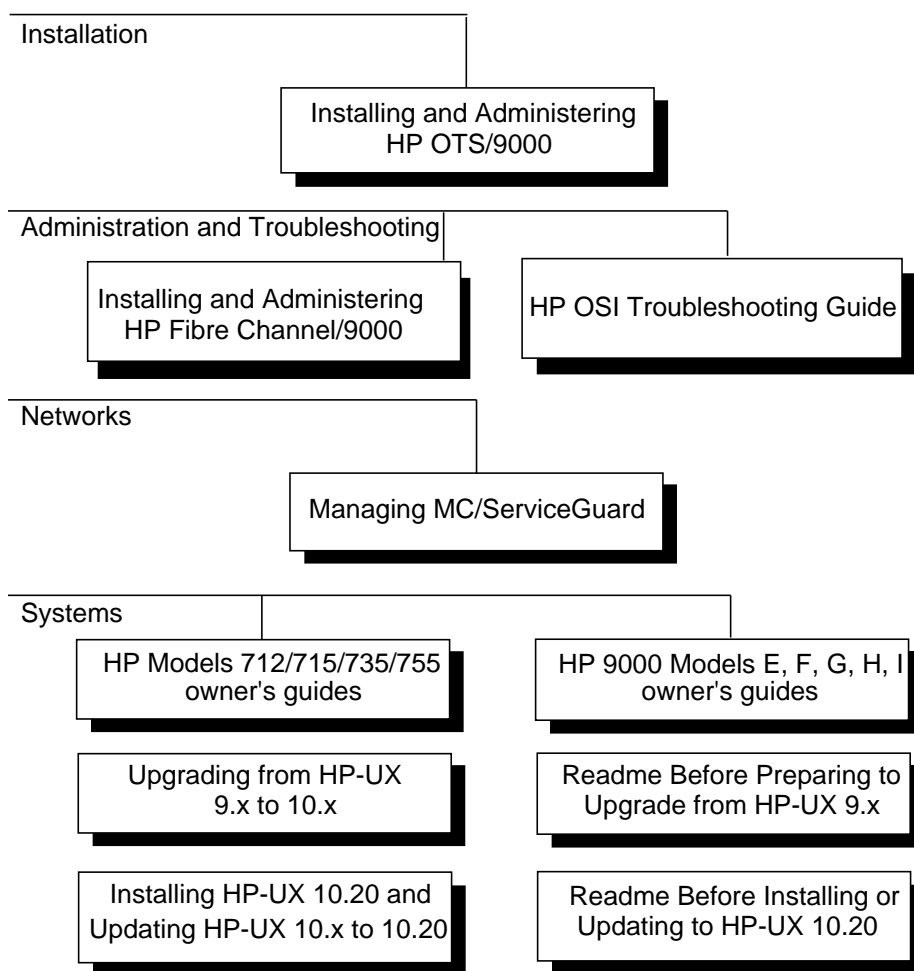 Installation
Installing and Administering
HP OTS/9000
Administration and Troubleshooting
Installing and Administering
HP Fibre Channel/9000
HP OSI Troubleshooting Guide
Networks
Managing MC/ServiceGuard
Systems
HP Models 712/715/735/755
owner's guides
HP 9000 Models E, F, G, H, I
owner's guides
Upgrading from HP-UX
9.x to 10.x
Readme Before Preparing to
Upgrade from HP-UX 9.x
Installing HP-UX 10.20 and
Updating HP-UX 10.x to 10.20
Readme Before Installing or
Updating to HP-UX 10.20